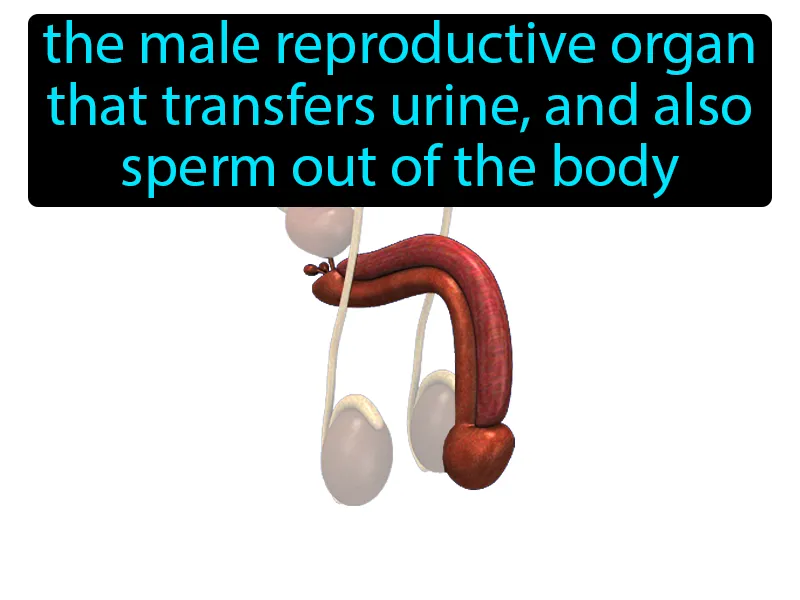 the male reproductive organ
that transfers urine, and also
sperm out of the body